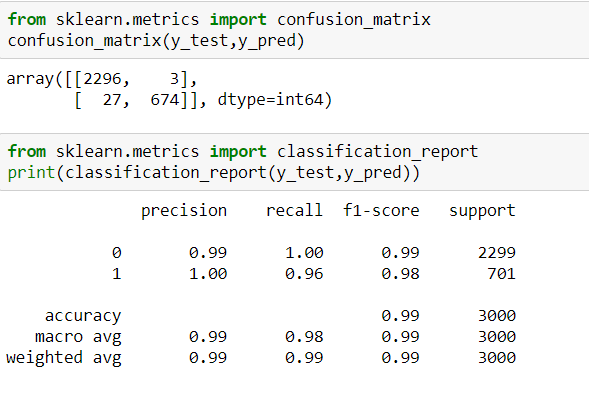 from sklearn.metrics import confusion_matrix
confusion_matrix(y_test,y_pred)
array([[2296,    3],
       [  27,  674]], dtype=int64)
from sklearn.metrics import classification_report
print(classification_report(y_test,y_pred))
              precision    recall  f1-score   support
           0       0.99      1.00      0.99      2299
           1       1.00      0.96      0.98       701
    accuracy                           0.99      3000
   macro avg       0.99      0.98      0.99      3000
weighted avg       0.99      0.99      0.99      3000